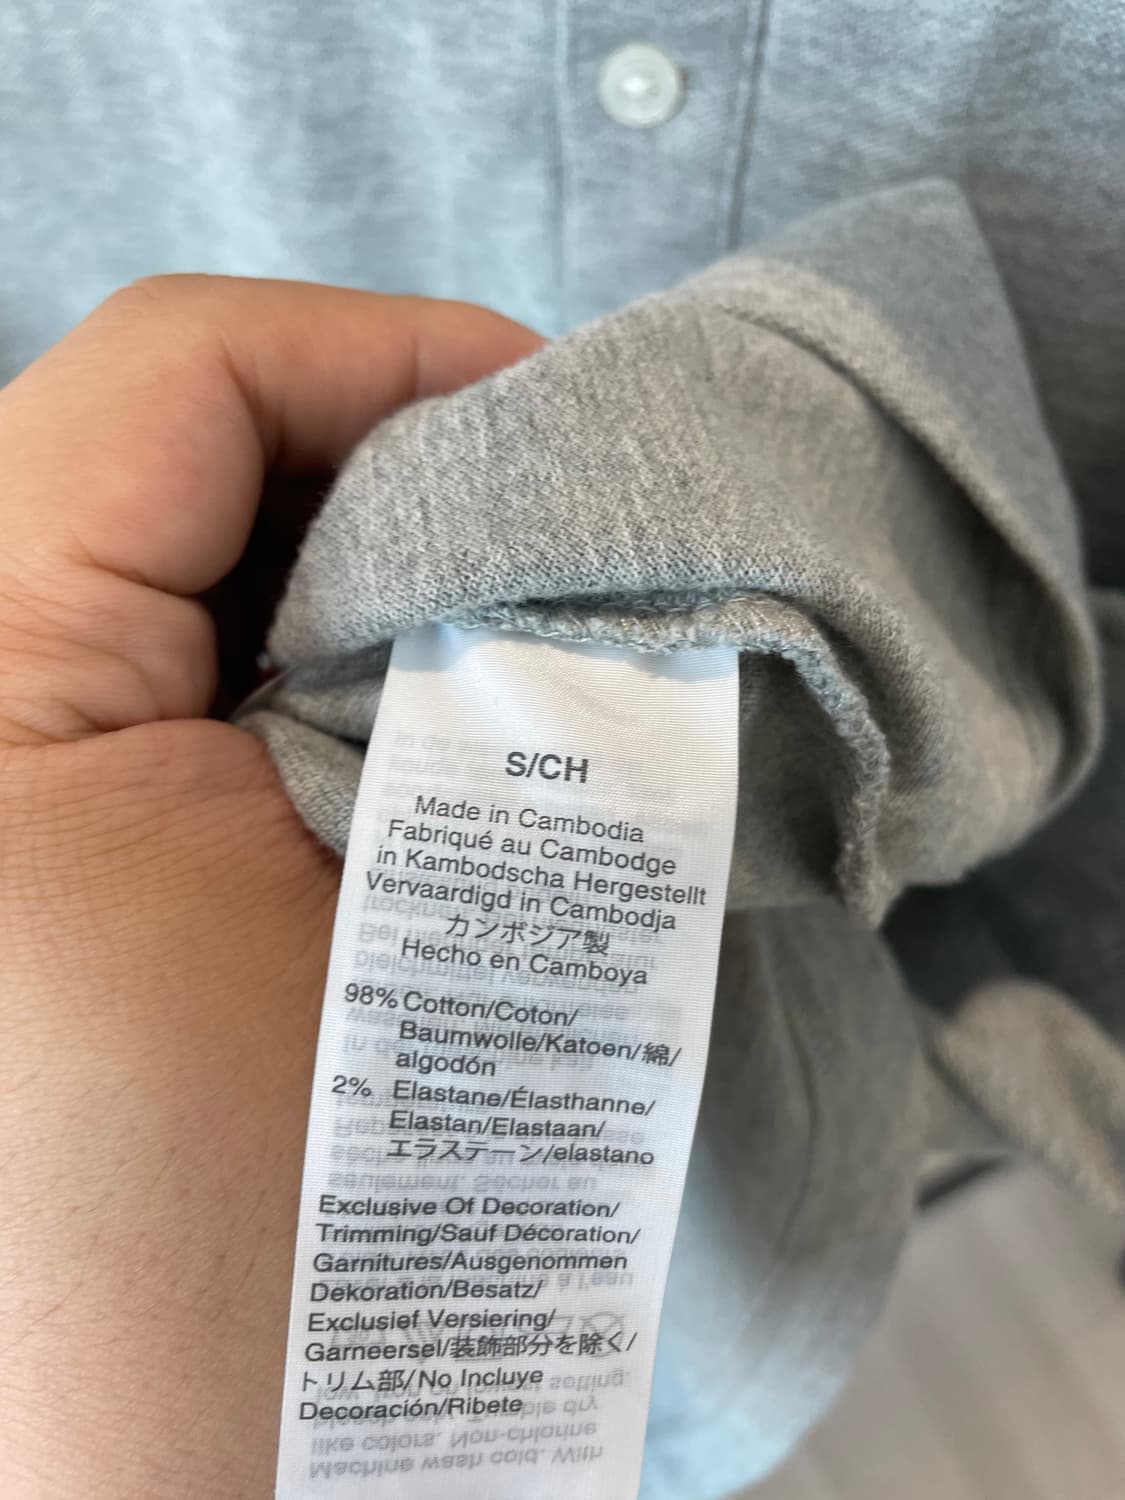 S/CH
Made in Cambodia
Fabriqué au Cambodge
in Kambodscha Hergestellt
Vervaardigd in Cambodja
カンボジア製
Hecho en Camboya
98% Cotton/Coton/
Baumwolle/Katoen/綿/
algodón
2% Elastane/Élasthanne/
Elastan/Elastaan/
エラステーン/elastano
Exclusive Of Decoration/
Trimming/Sauf Décoration/
Garnitures/Ausgenommen
Dekoration/Besatz/
Exclusief Versiering/
Garneersel/装飾部分を除く/
トリム部/No Incluye
Decoración/Ribete